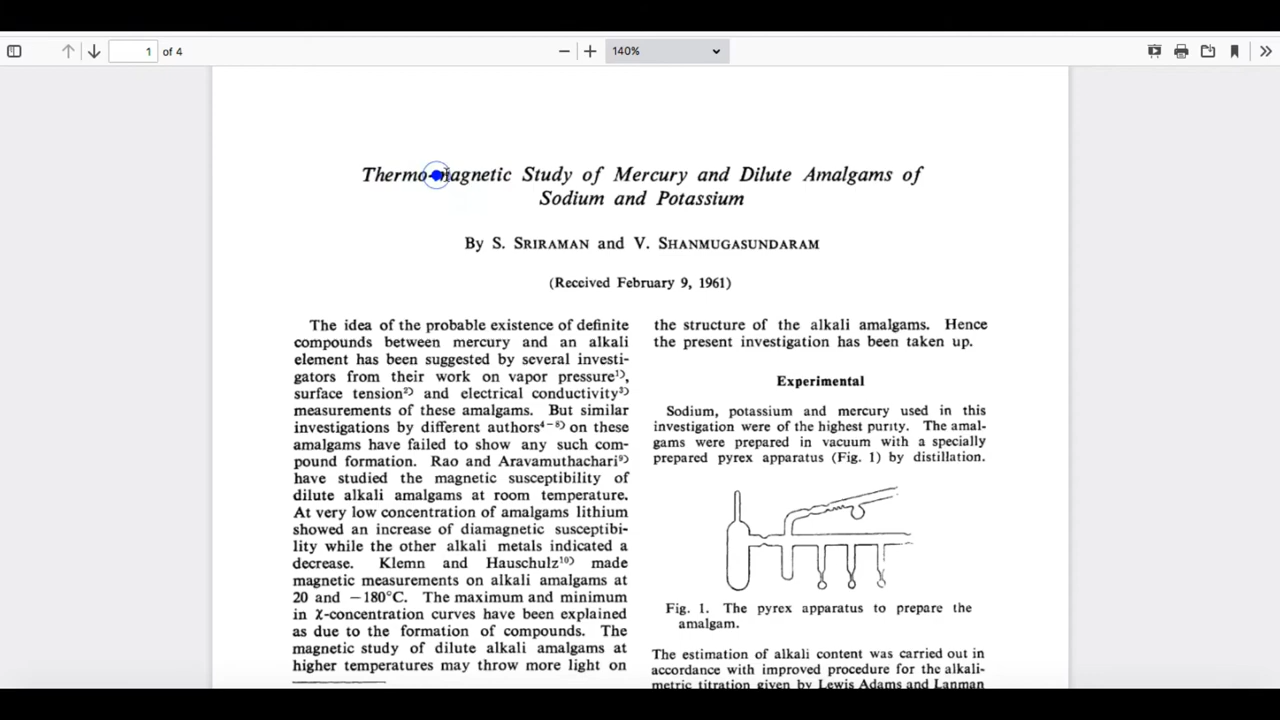 1 of 4
140%
Thermo-magnetic Study of Mercury and Dilute Amalgams of
Sodium and Potassium
By S. SRIRAMAN and V. SHANMUGASUNDARAM
(Received February 9, 1961)
The idea of the probable existence of definite
compounds between mercury and an alkali
element has been suggested by several investi-
gators from their work on vapor pressure¹⁾,
surface tension²⁾ and electrical conductivity³⁾
measurements of these amalgams. But similar
investigations by different authors⁴⁻⁸⁾ on these
amalgams have failed to show any such com-
pound formation. Rao and Aravamuthachari⁹⁾
have studied the magnetic susceptibility of
dilute alkali amalgams at room temperature.
At very low concentration of amalgams lithium
showed an increase of diamagnetic susceptibi-
lity while the other alkali metals indicated a
decrease. Klemn and Hauschulz¹⁰⁾ made
magnetic measurements on alkali amalgams at
20 and −180°C. The maximum and minimum
in χ-concentration curves have been explained
as due to the formation of compounds. The
magnetic study of dilute alkali amalgams at
higher temperatures may throw more light on
the structure of the alkali amalgams. Hence
the present investigation has been taken up.
Experimental
Sodium, potassium and mercury used in this
investigation were of the highest purity. The amal-
gams were prepared in vacuum with a specially
prepared pyrex apparatus (Fig. 1) by distillation.
Fig. 1. The pyrex apparatus to prepare the
amalgam.
The estimation of alkali content was carried out in
accordance with improved procedure for the alkali-
metric titration given by Lewis Adams and Lanman